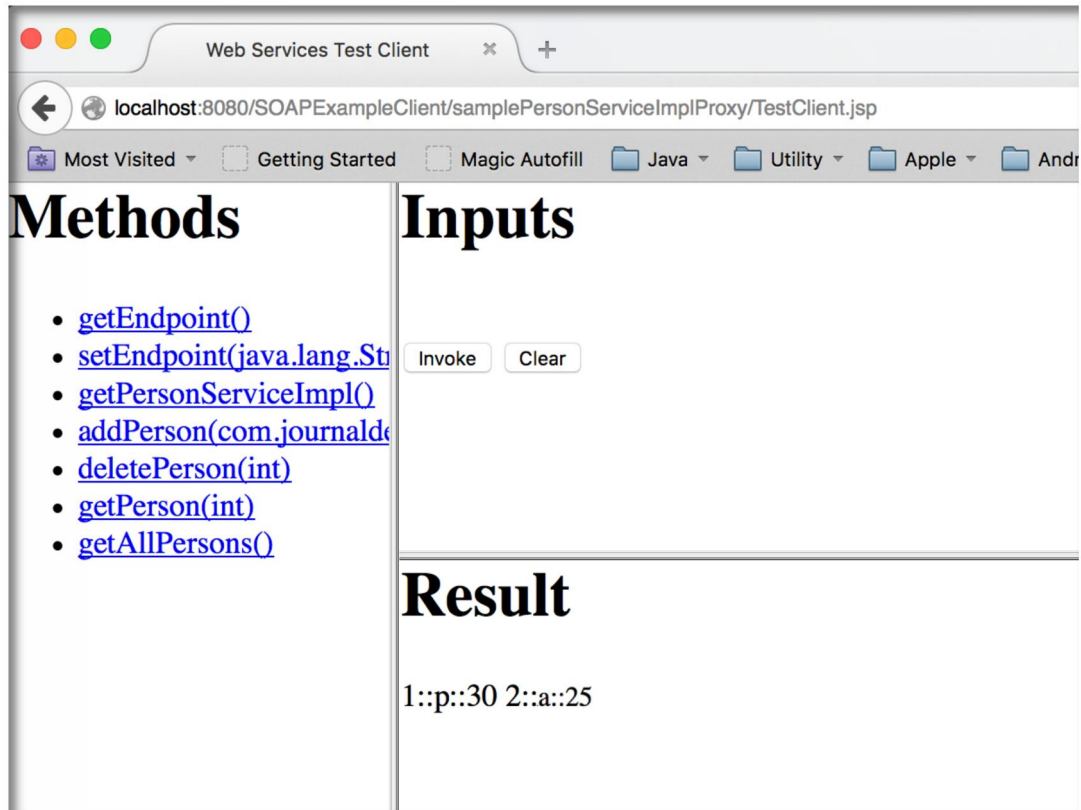 Web Services Test Client
localhost:8080/SOAPExampleClient/samplePersonServiceImplProxy/TestClient.jsp
Most Visited Getting Started Magic Autofill Java Utility Apple Andr
Methods
getEndpoint()
setEndpoint(java.lang.Str
getPersonServiceImpl()
addPerson(com.journalde
deletePerson(int)
getPerson(int)
getAllPersons()
Inputs
Invoke Clear
Result
1::p::30 2::a::25